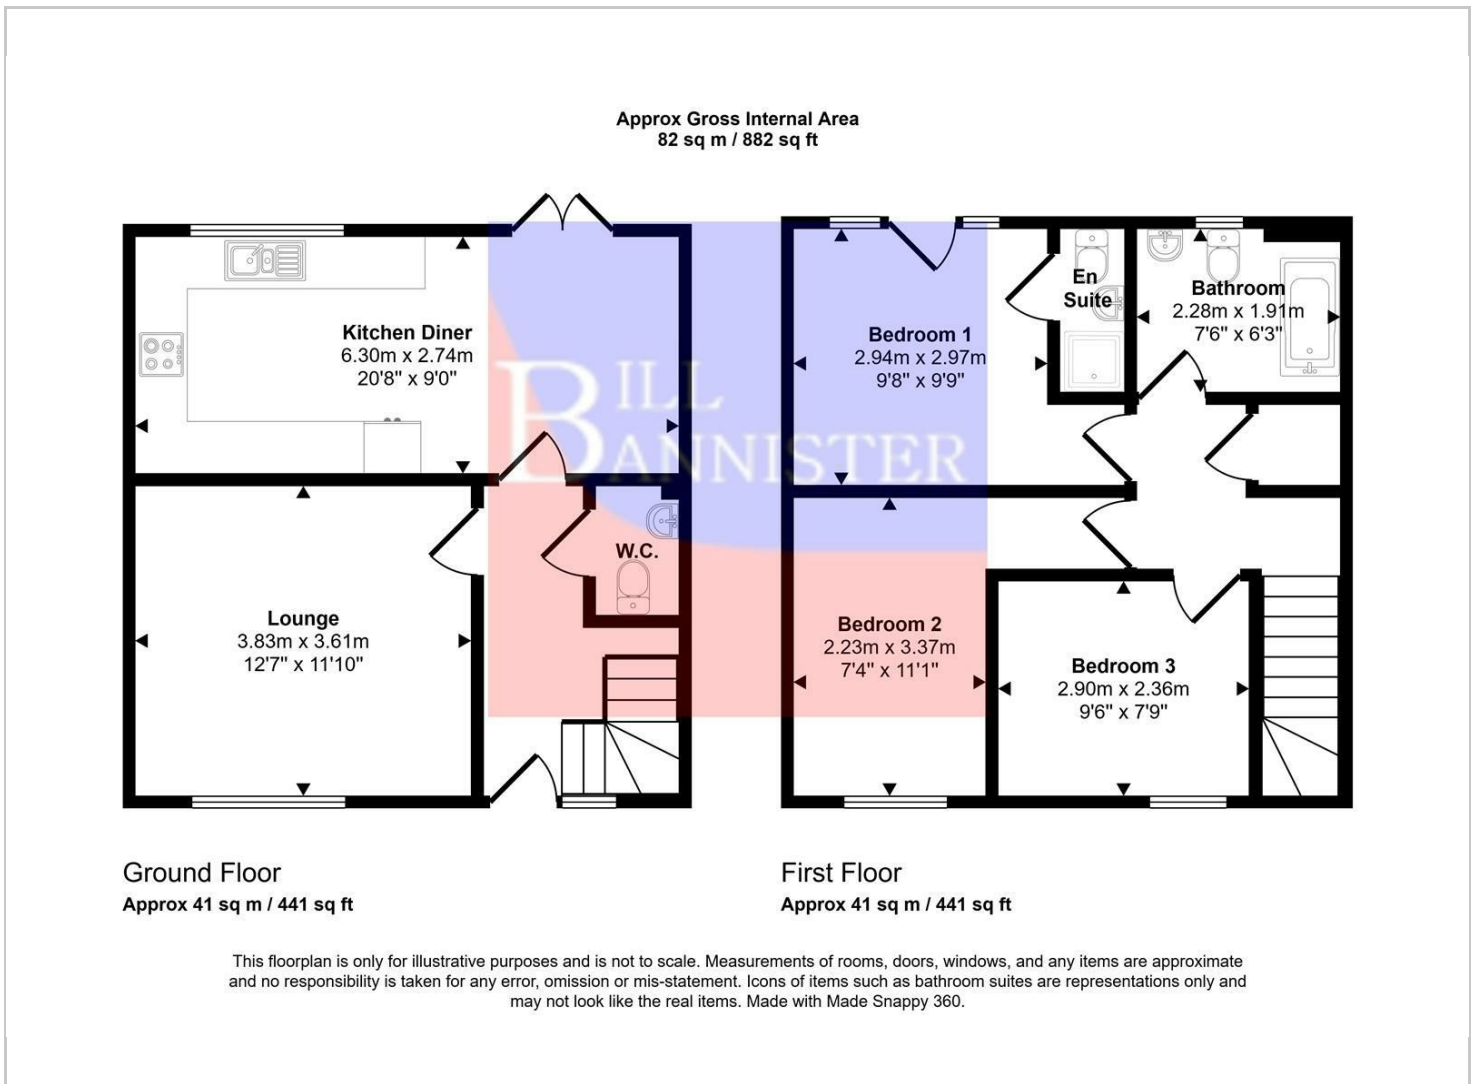 Approx Gross Internal Area
82 sq m / 882 sq ft
Kitchen Diner
6.30m x 2.74m
20'8" x 9'0"
BILL
BANNISTER
W.C.
Lounge
3.83m x 3.61m
12'7" x 11'10"
Bedroom 1
2.94m x 2.97m
9'8" x 9'9"
En
Suite
Bathroom
2.28m x 1.91m
7'6" x 6'3"
Bedroom 2
2.23m x 3.37m
7'4" x 11'1"
Bedroom 3
2.90m x 2.36m
9'6" x 7'9"
Ground Floor
Approx 41 sq m / 441 sq ft
First Floor
Approx 41 sq m / 441 sq ft
This floorplan is only for illustrative purposes and is not to scale. Measurements of rooms, doors, windows, and any items are approximate
and no responsibility is taken for any error, omission or mis-statement. Icons of items such as bathroom suites are representations only and
may not look like the real items. Made with Made Snappy 360.